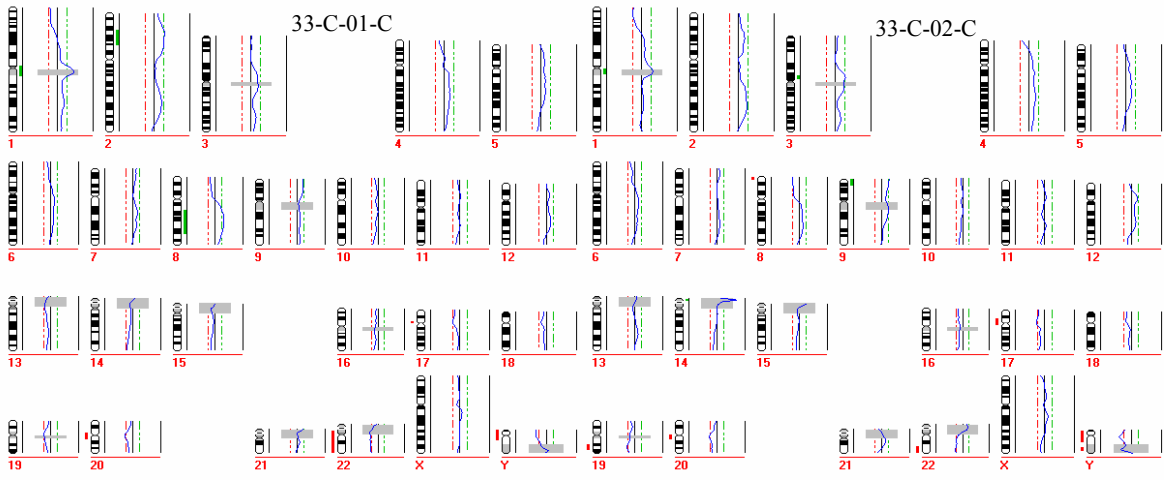 33-C-01-C 33-C-02-C
1 2 3 4 5 1 2 3 4 5
6 7 8 9 10 11 12 6 7 8 9 10 11 12
13 14 15 16 17 18 13 14 15 16 17 18
19 20 21 22 X Y 19 20 21 22 X Y